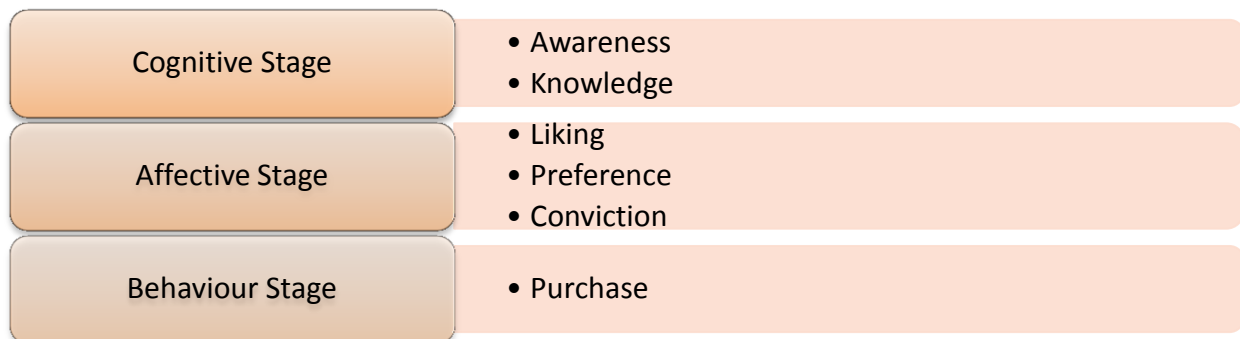 Cognitive Stage
• Awareness
• Knowledge
Affective Stage
• Liking
• Preference
• Conviction
Behaviour Stage
• Purchase